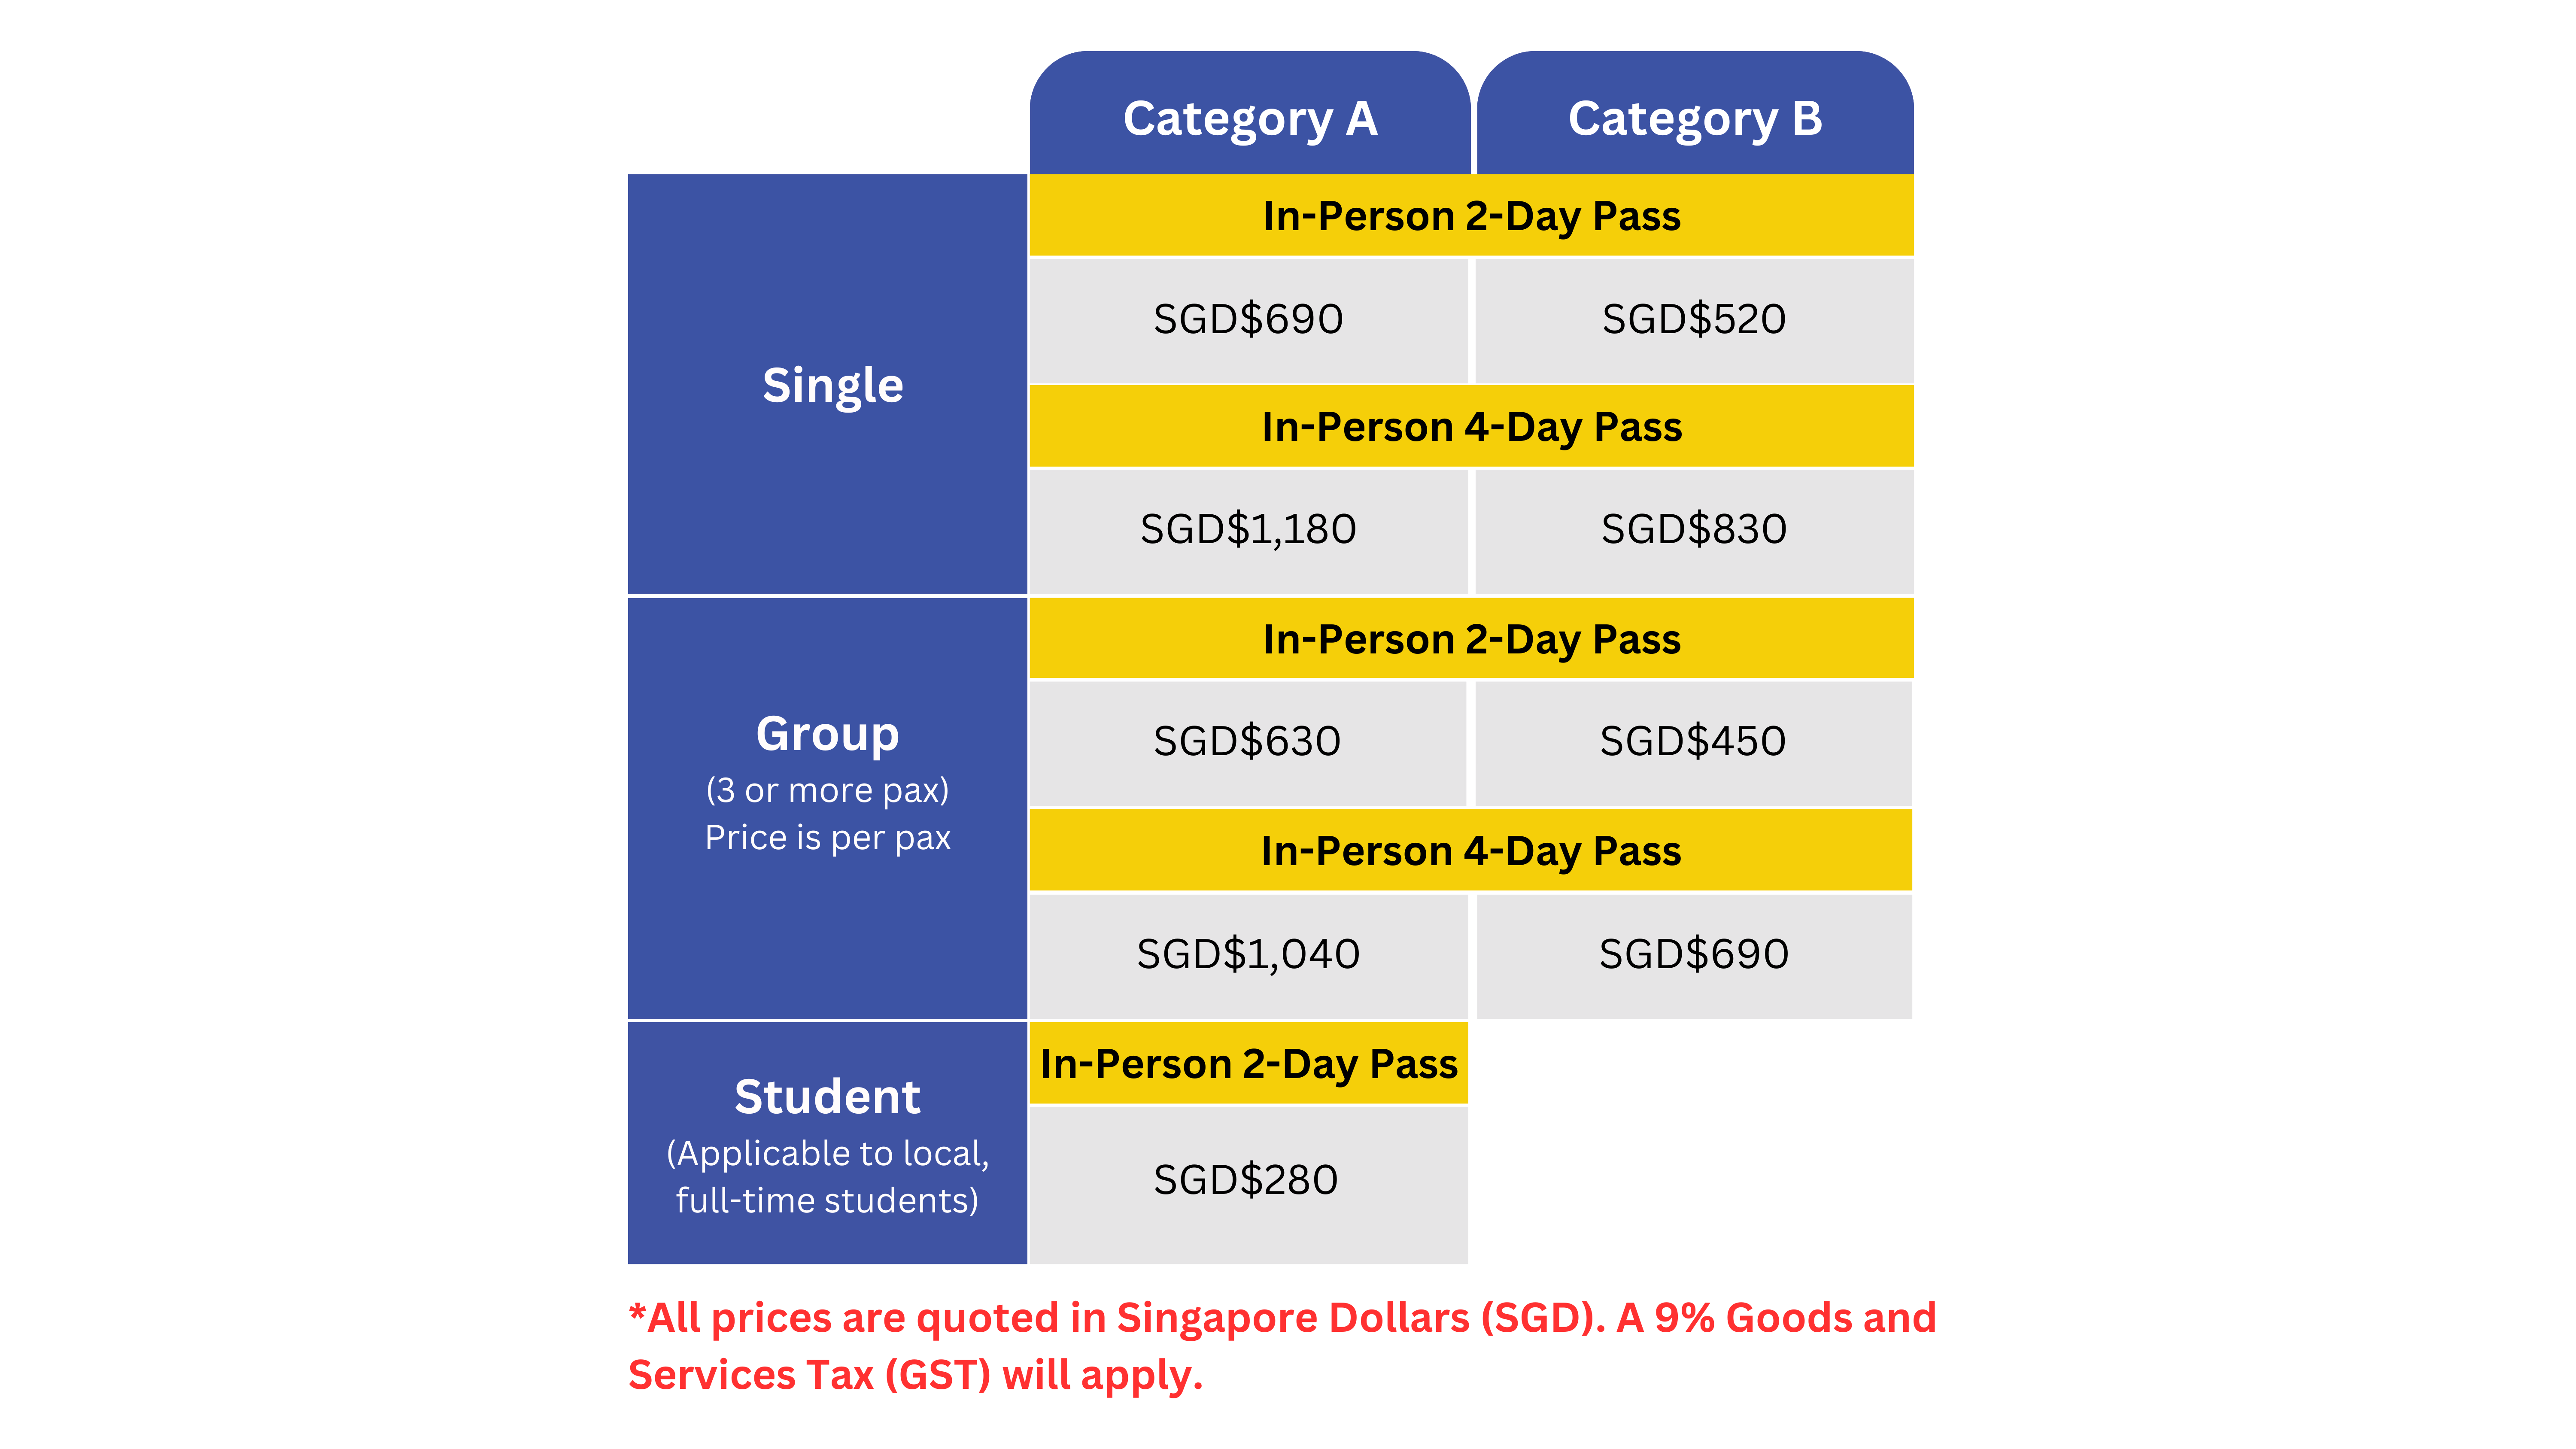 Category A
Category B
Single
In-Person 2-Day Pass
SGD$690
SGD$520
In-Person 4-Day Pass
SGD$1,180
SGD$830
Group
(3 or more pax)
Price is per pax
In-Person 2-Day Pass
SGD$630
SGD$450
In-Person 4-Day Pass
SGD$1,040
SGD$690
Student
(Applicable to local,
full-time students)
In-Person 2-Day Pass
SGD$280
*All prices are quoted in Singapore Dollars (SGD). A 9% Goods and
Services Tax (GST) will apply.